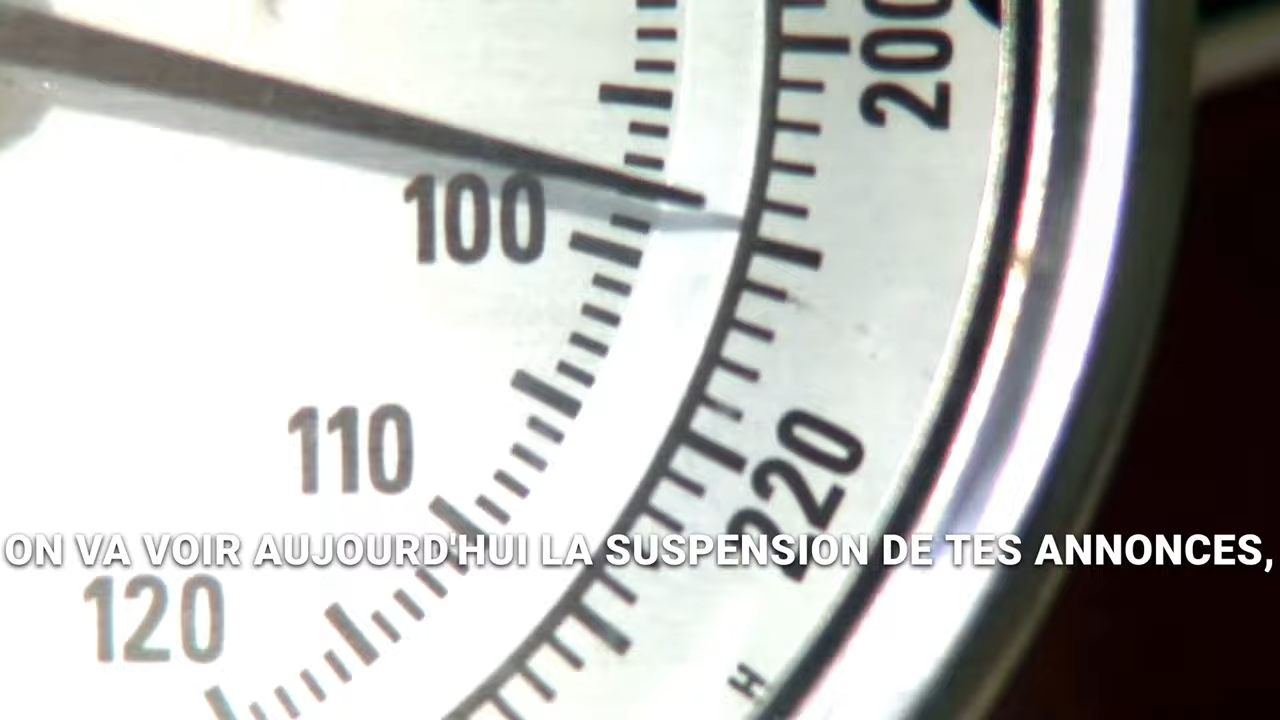 200
100
110
220
ON VA VOIR AUJOURD'HUI LA SUSPENSION DE TES ANNONCES,
120
H